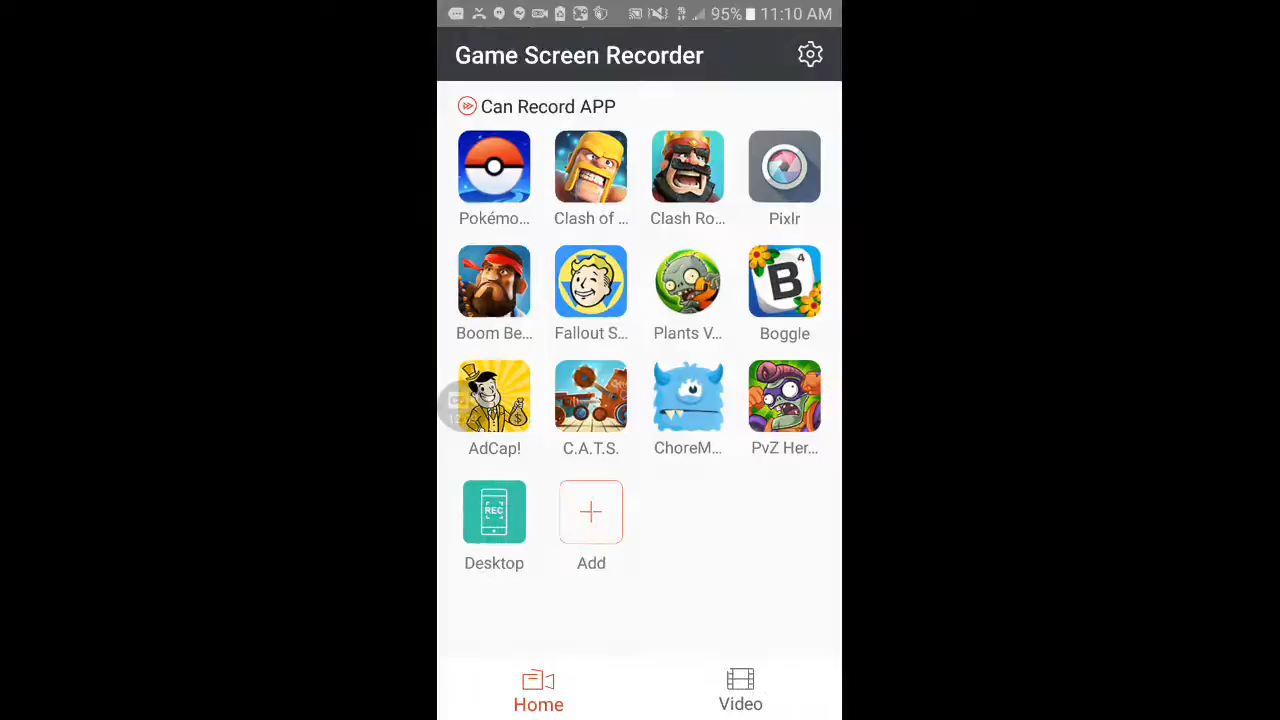 95% 11:10 AM
Game Screen Recorder
Can Record APP
Pokémo... Clash of ... Clash Ro... Pixlr
B 4
Boom Be... Fallout S... Plants V... Boggle
AdCap! C.A.T.S. ChoreM... PvZ Her...
REC
Desktop Add
Home Video